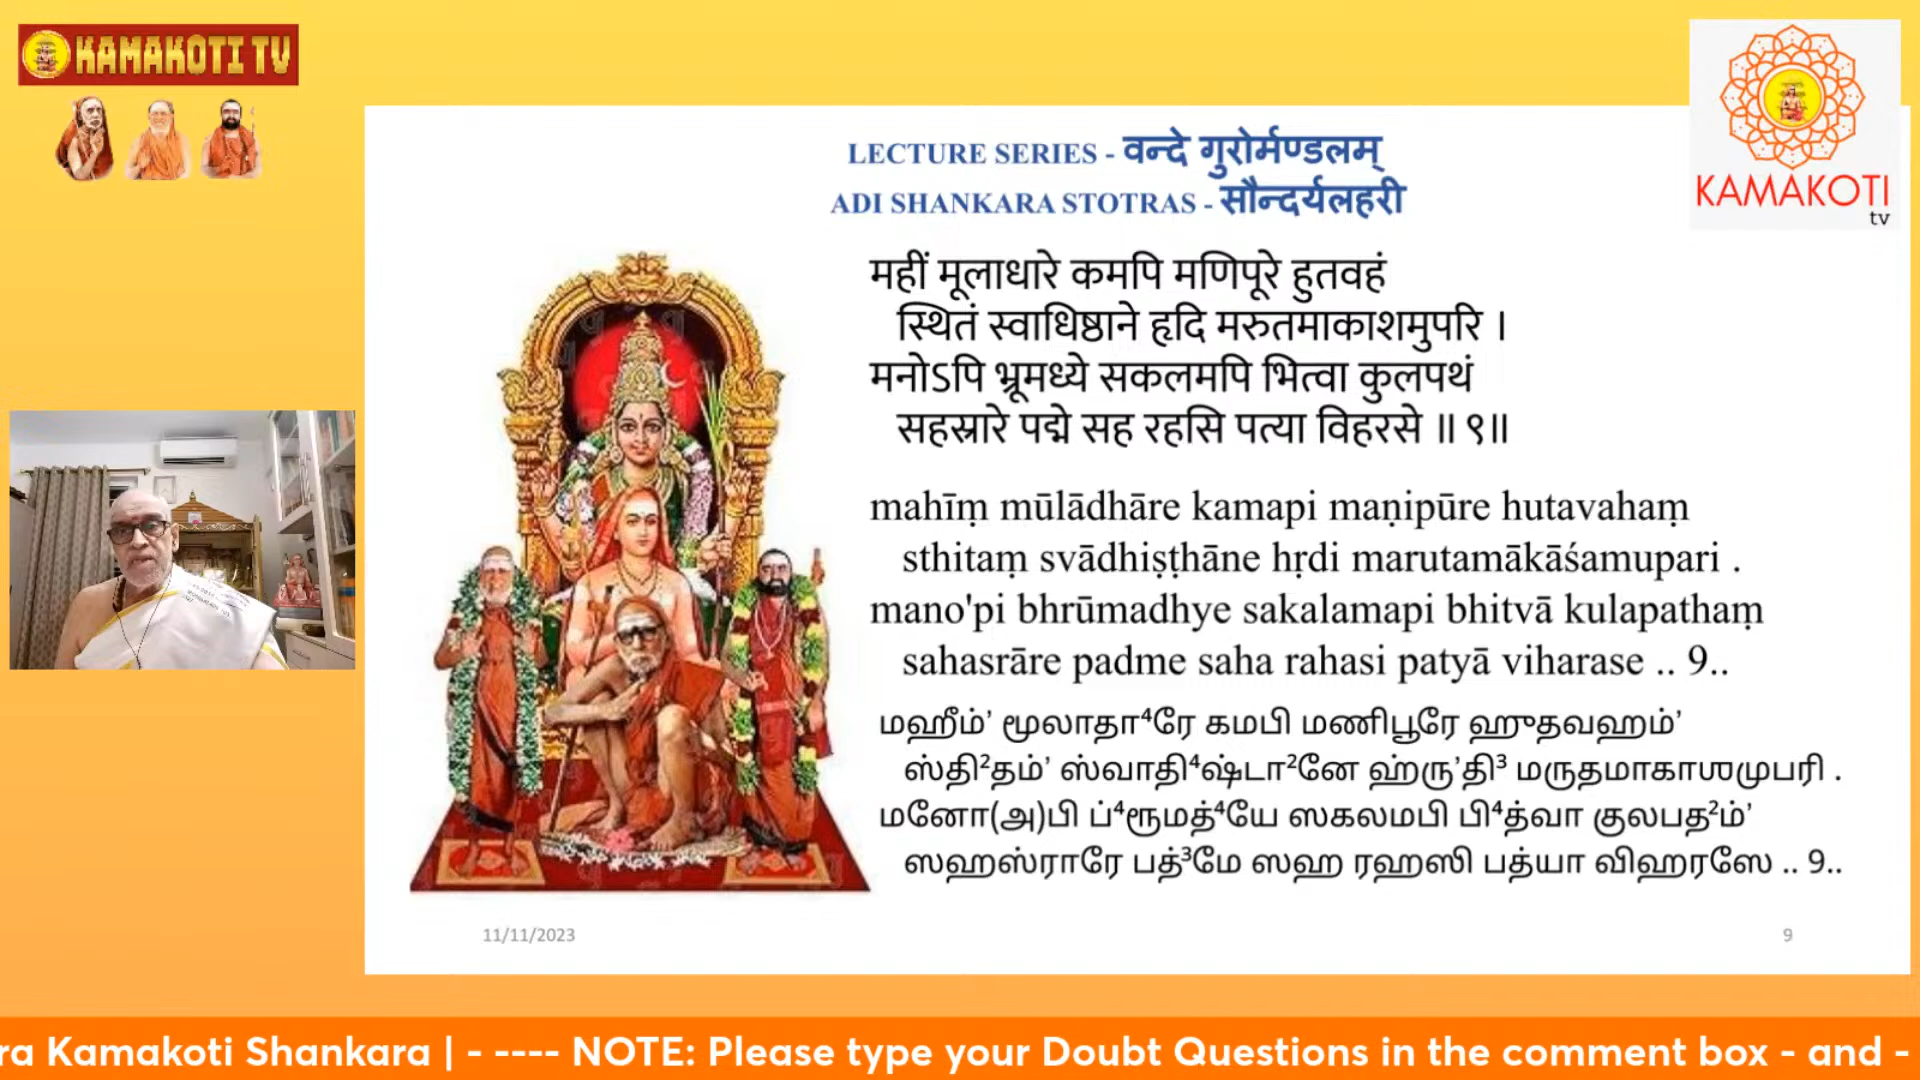 KAMAKOTI TV
KAMAKOTI
tv
LECTURE SERIES - वन्दे गुरोर्मण्डलम्
ADI SHANKARA STOTRAS - सौन्दर्यलहरी
महीं मूलाधारे कमपि मणिपूरे हुतवहं
स्थितं स्वाधिष्ठाने हृदि मरुतमाकाशमुपरि ।
मनोऽपि भ्रूमध्ये सकलमपि भित्वा कुलपथं
सहस्रारे पद्मे सह रहसि पत्या विहरसे ॥ ९॥
mahīṃ mūlādhāre kamapi maṇipūre hutavahaṃ
sthitaṃ svādhiṣṭhāne hṛdi marutamākāśamupari .
mano'pi bhrūmadhye sakalamapi bhitvā kulapathaṃ
sahasrāre padme saha rahasi patyā viharase .. 9..
மஹீம்ʼ மூலாதா⁴ரே கமபி மணிபூரே ஹுதவஹம்ʼ
ஸ்தி²தம்ʼ ஸ்வாதி⁴ஷ்டா²னே ஹ்ருʼதி³ மருதமாகாஶமுபரி .
மனோ(அ)பி ப்⁴ரூமத்⁴யே ஸகலமபி பி⁴த்வா குலபத²ம்ʼ
ஸஹஸ்ராரே பத்³மே ஸஹ ரஹஸி பத்யா விஹரஸே .. 9..
11/11/2023
9
ra Kamakoti Shankara | - ---- NOTE: Please type your Doubt Questions in the comment box - and -